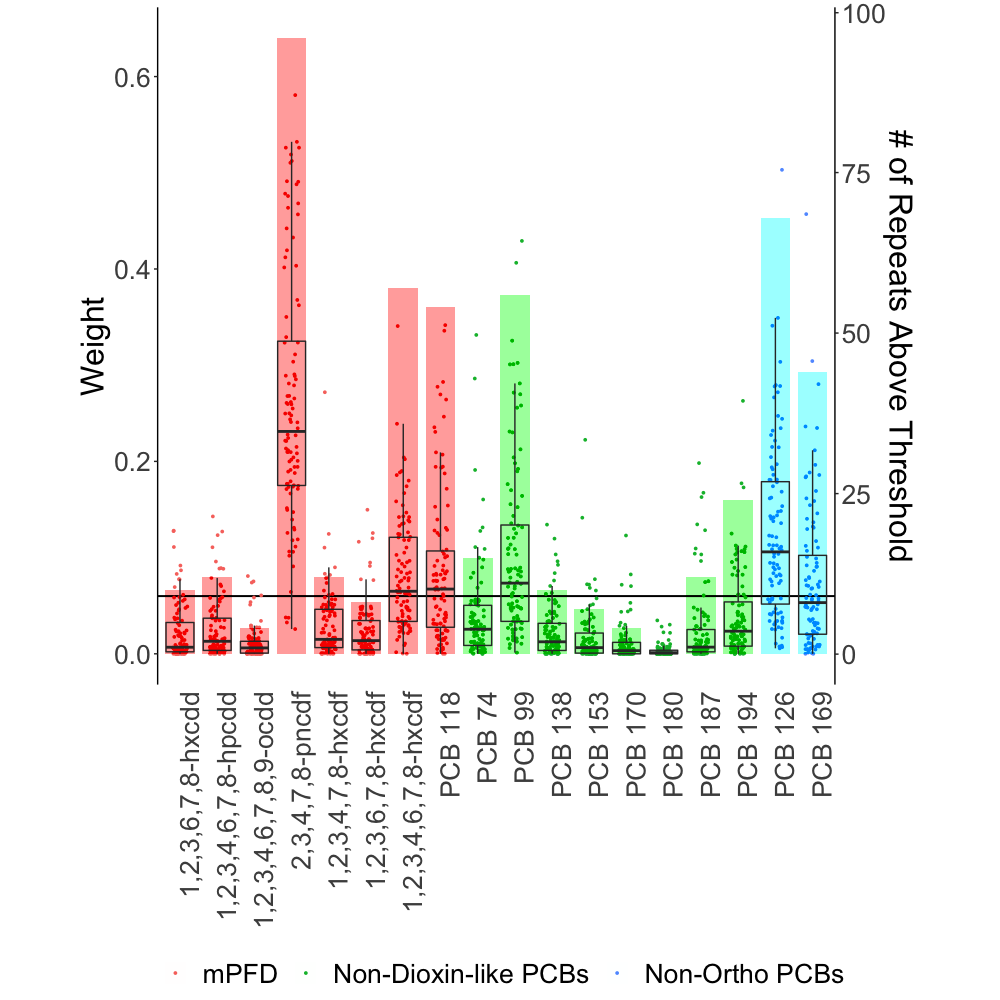 Weight
0.6
0.4
0.2
0.0
100
75
50
25
0
# of Repeats Above Threshold
1,2,3,6,7,8-hxcdd
1,2,3,4,6,7,8-hpcdd
1,2,3,4,6,7,8,9-ocdd
2,3,4,7,8-pncdf
1,2,3,4,7,8-hxcdf
1,2,3,6,7,8-hxcdf
1,2,3,4,6,7,8-hxcdf
PCB 118
PCB 74
PCB 99
PCB 138
PCB 153
PCB 170
PCB 180
PCB 187
PCB 194
PCB 126
PCB 169
mPFD
Non-Dioxin-like PCBs
Non-Ortho PCBs